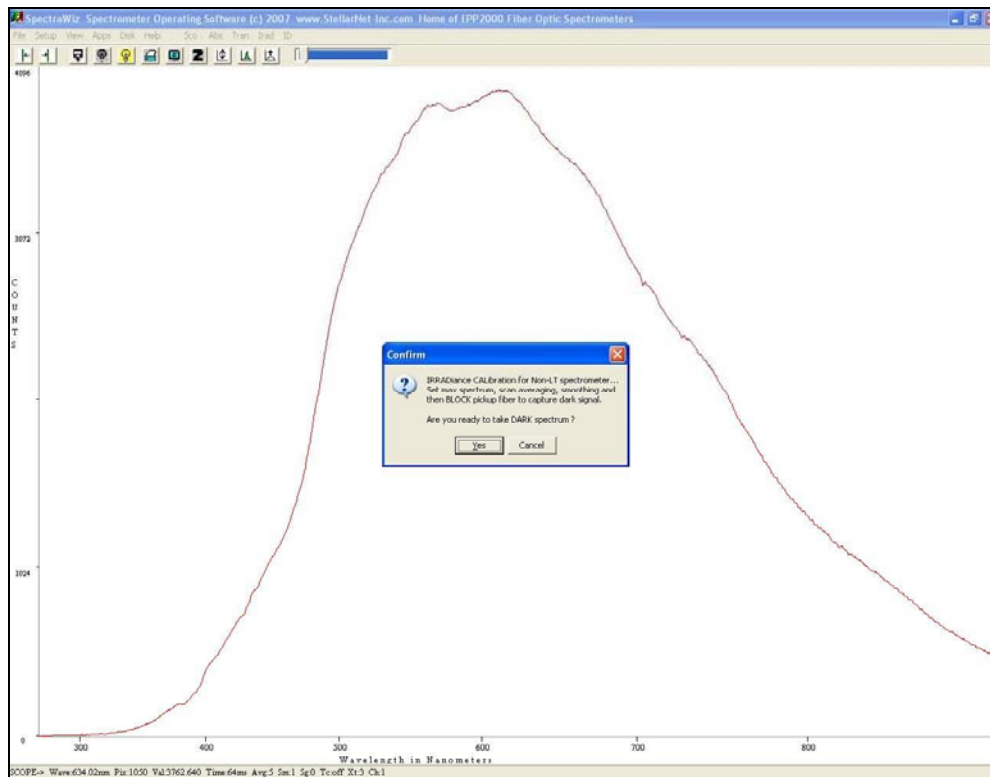 SpectraWiz Spectrometer Operating Software (c) 2007 www.StellarNet-Inc.com Home of EPP2000 Fiber Optic Spectrometers
File Setup View Apps Disk Help Sco Abs Tran Irad ID
4096
3072
COUNTS
Confirm
IRRADiance CALibration for Non-LT spectrometer...
Set max spectrum, scan averaging, smoothing and
then BLOCK pickup fiber to capture dark signal.
Are you ready to take DARK spectrum ?
Yes Cancel
1024
0
300 400 500 600 700 800
Wavelength in Nanometers
SCOPE-> Wave:634.02nm Pix:1050 Val:3762.640 Time:64ms Avg:5 Sm:1 Sg:0 Tc:off Xt:3 Ch:1